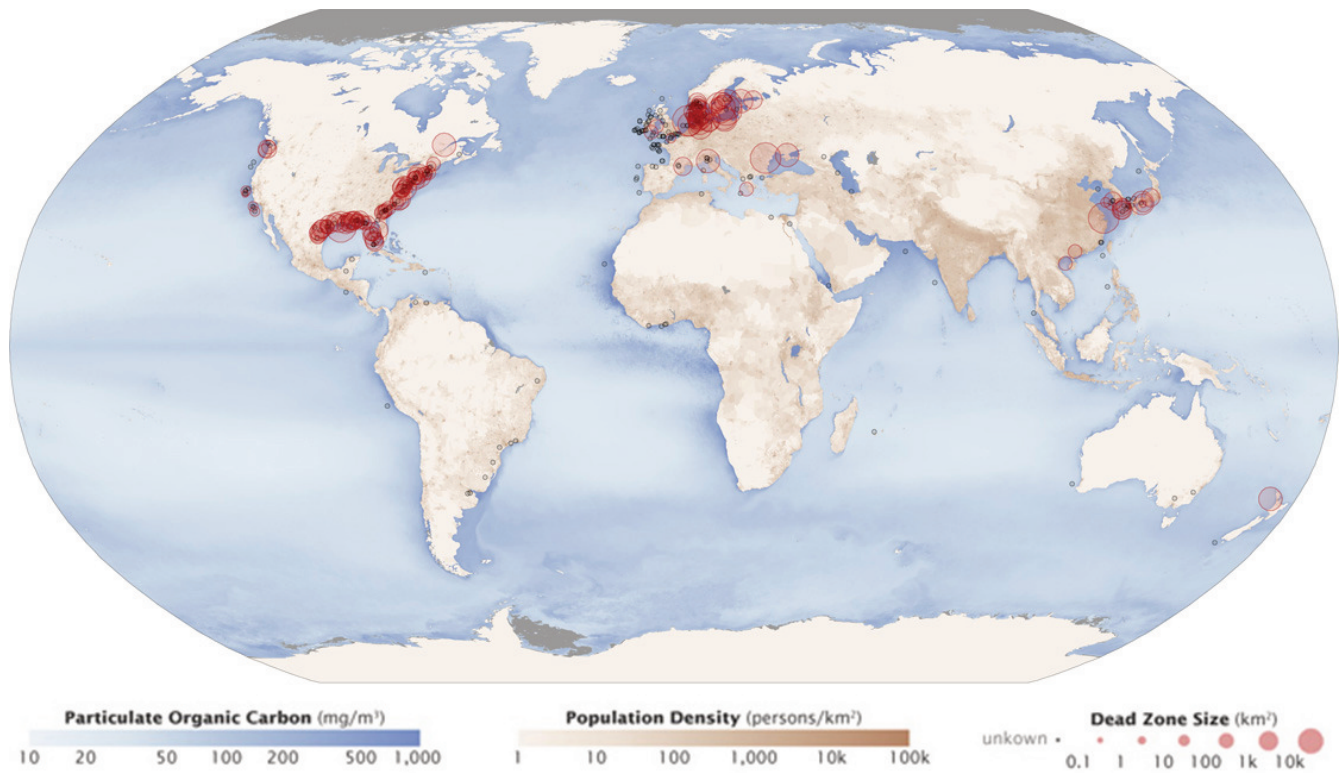 Particulate Organic Carbon (mg/m³)
10 20 50 100 200 500 1,000
Population Density (persons/km²)
1 10 100 1,000 10k 100k
Dead Zone Size (km²)
unkown
0.1 1 10 100 1k 10k